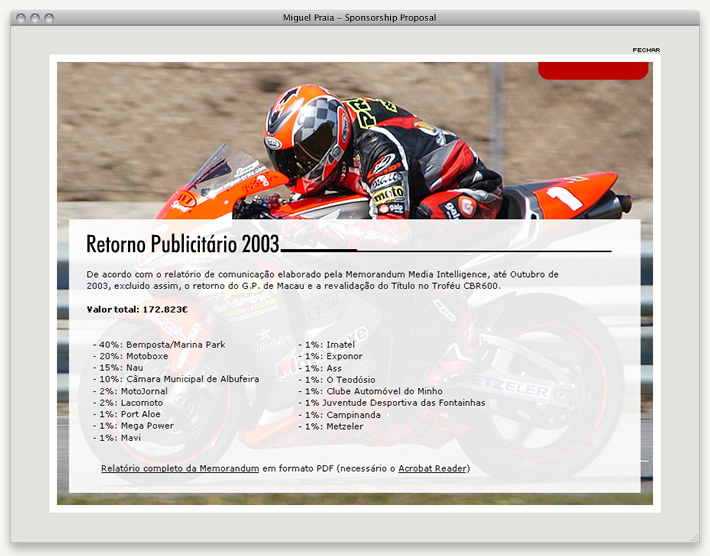 Miguel Praia - Sponsorship Proposal
FECHAR
1
moto
galp
Retorno Publicitário 2003
De acordo com o relatório de comunicação elaborado pela Memorandum Media Intelligence, até Outubro de
2003, excluido assim, o retorno do G.P. de Macau e a revalidação do Título no Troféu CBR600.
Valor total: 172.823€
- 40%: Bemposta/Marina Park
- 20%: Motoboxe
- 15%: Nau
- 10%: Câmara Municipal de Albufeira
- 2%: MotoJornal
- 2%: Lacomoto
- 1%: Port Aloe
- 1%: Mega Power
- 1%: Mavi
- 1%: Imatel
- 1%: Exponor
- 1%: Ass
- 1%: O Teodósio
- 1%: Clube Automóvel do Minho
- 1% Juventude Desportiva das Fontainhas
- 1%: Campinanda
- 1%: Metzeler
METZELER
Relatório completo da Memorandum em formato PDF (necessário o Acrobat Reader)